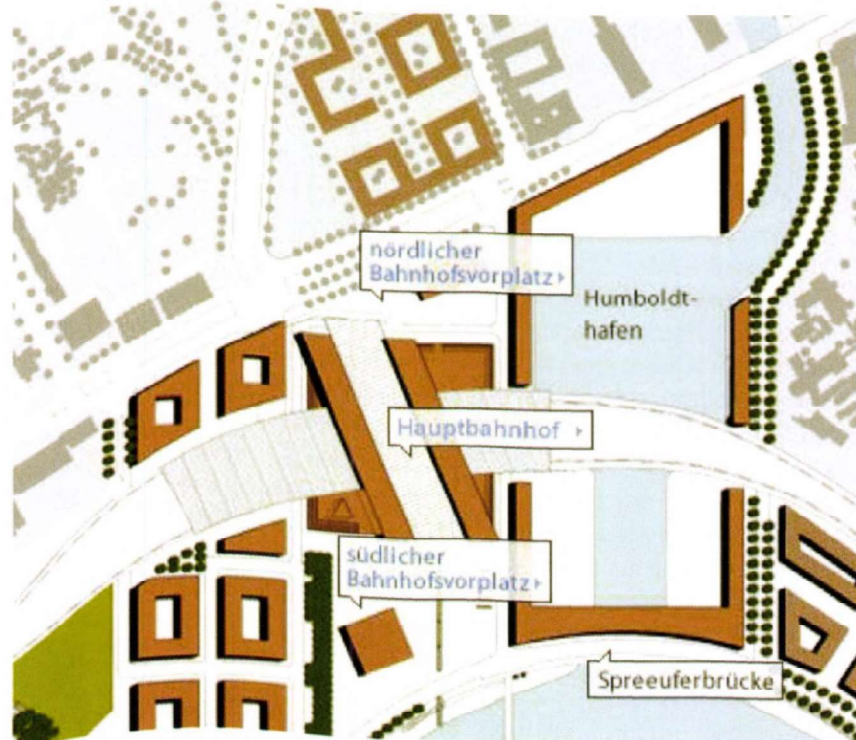 nördlicher
Bahnhofsvorplatz
Humboldt-
hafen
Hauptbahnhof
südlicher
Bahnhofsvorplatz
Spreeuferbrücke